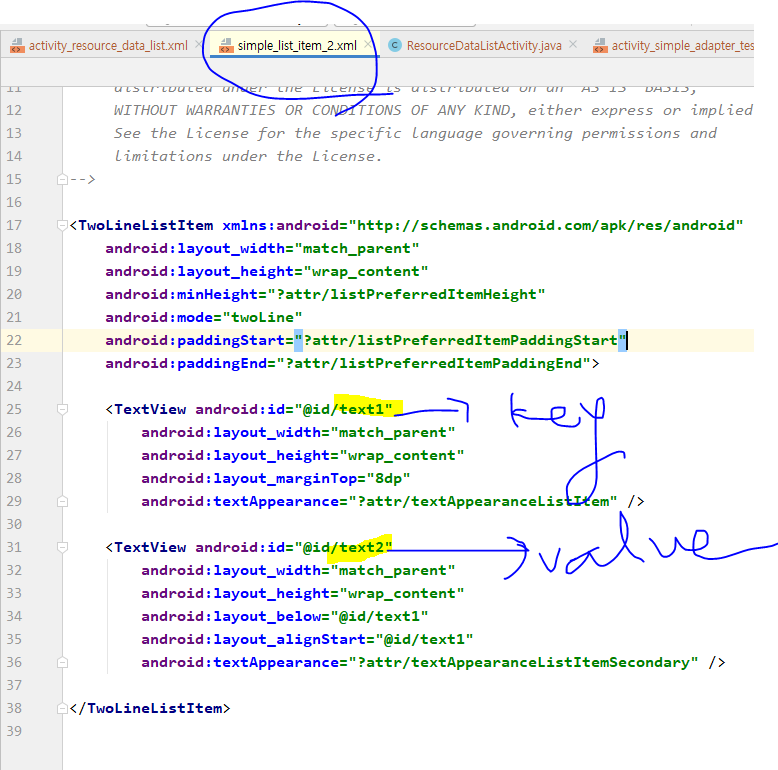 activity_resource_data_list.xml simple_list_item_2.xml ResourceDataListActivity.java activity_simple_adapter_tes
11 distributed under the License is distributed on an "AS IS" BASIS,
12 WITHOUT WARRANTIES OR CONDITIONS OF ANY KIND, either express or implied
13 See the License for the specific language governing permissions and
14 limitations under the License.
15 -->
16
17 <TwoLineListItem xmlns:android="http://schemas.android.com/apk/res/android"
18 android:layout_width="match_parent"
19 android:layout_height="wrap_content"
20 android:minHeight="?attr/listPreferredItemHeight"
21 android:mode="twoLine"
22 android:paddingStart="?attr/listPreferredItemPaddingStart"
23 android:paddingEnd="?attr/listPreferredItemPaddingEnd">
24
25 <TextView android:id="@id/text1" key
26 android:layout_width="match_parent"
27 android:layout_height="wrap_content"
28 android:layout_marginTop="8dp"
29 android:textAppearance="?attr/textAppearanceListItem" />
30
31 <TextView android:id="@id/text2" value
32 android:layout_width="match_parent"
33 android:layout_height="wrap_content"
34 android:layout_below="@id/text1"
35 android:layout_alignStart="@id/text1"
36 android:textAppearance="?attr/textAppearanceListItemSecondary" />
37
38 </TwoLineListItem>
39